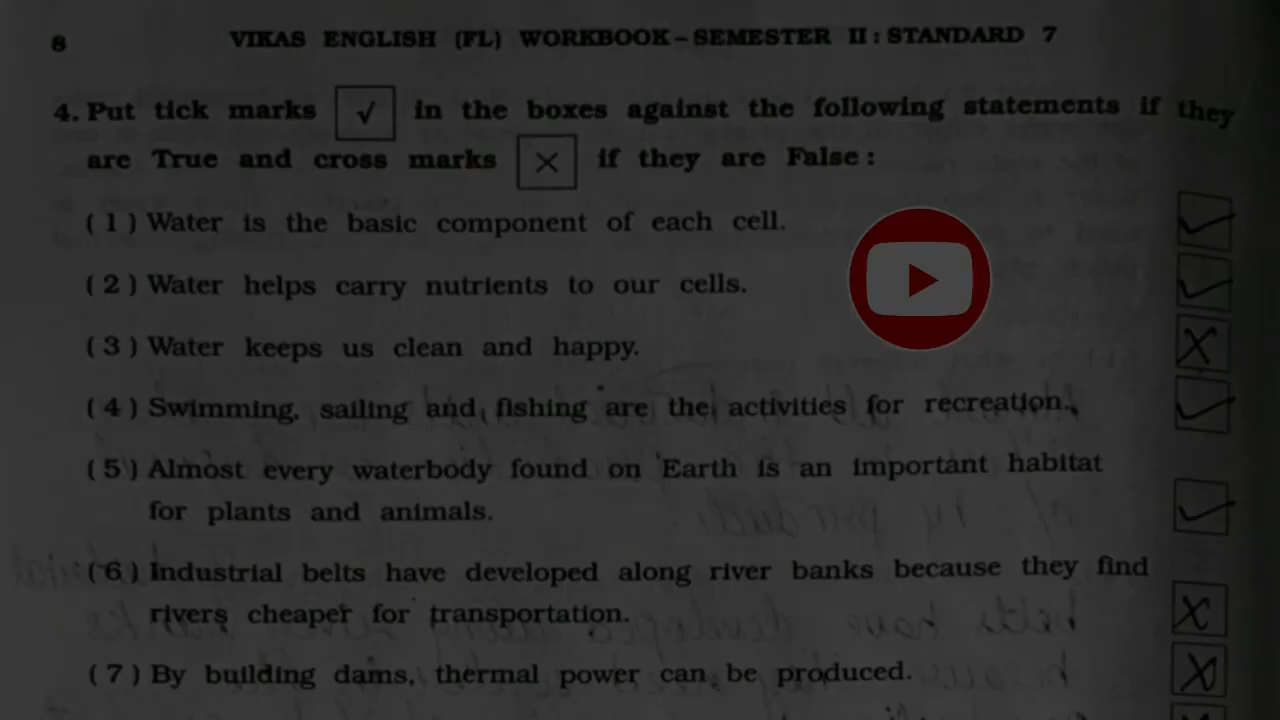 8 VIKAS ENGLISH (FL) WORKBOOK – SEMESTER II : STANDARD 7
4. Put tick marks √ in the boxes against the following statements if they
are True and cross marks × if they are False :
( 1 ) Water is the basic component of each cell. ✓
( 2 ) Water helps carry nutrients to our cells. ✓
( 3 ) Water keeps us clean and happy. X
( 4 ) Swimming, sailing and fishing are the activities for recreation. ✓
( 5 ) Almost every waterbody found on Earth is an important habitat
for plants and animals. ✓
( 6 ) Industrial belts have developed along river banks because they find
rivers cheaper for transportation. X
( 7 ) By building dams, thermal power can be produced. X